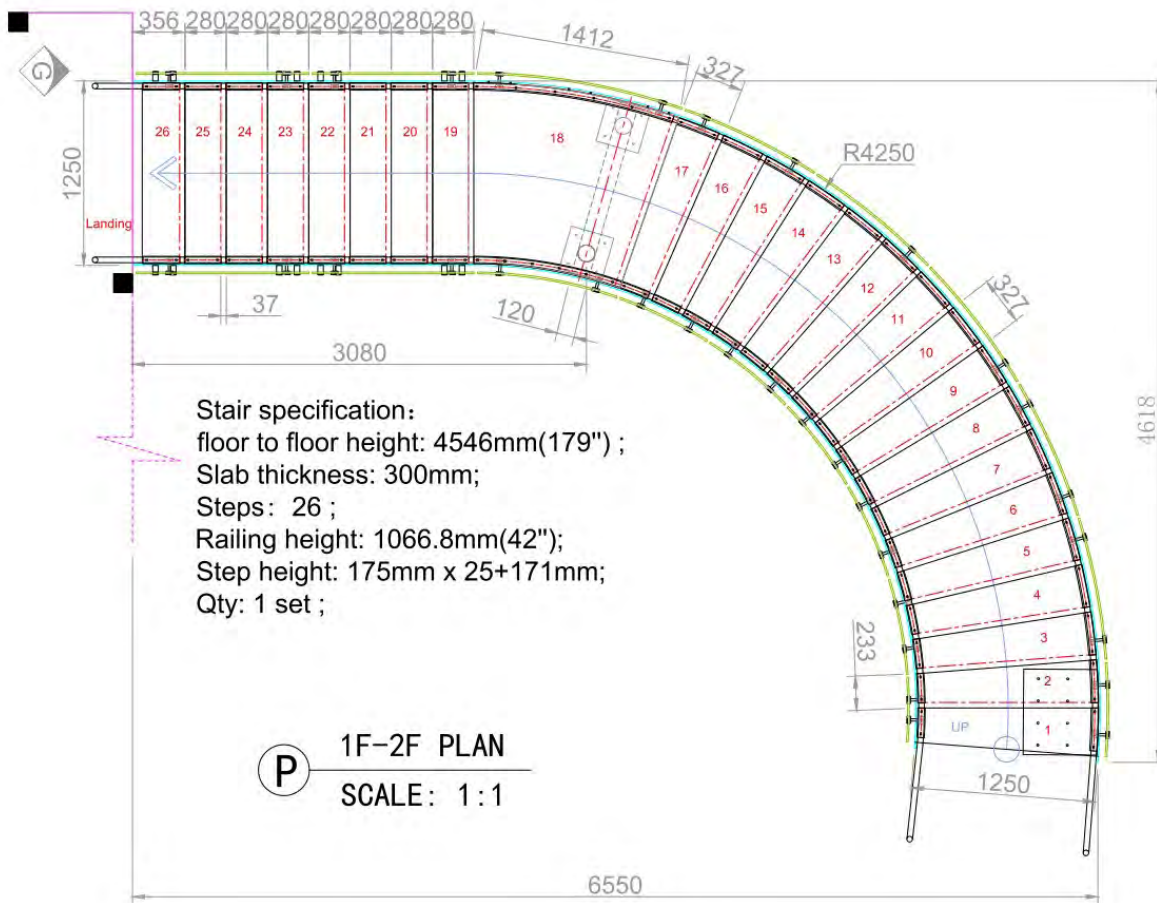 356 280 280 280 280 280 280 280
1412
327
G
R4250
1250
26 25 24 23 22 21 20 19 18 17 16 15 14 13 12 11 10 9 8 7 6 5 4 3 2 1
Landing
327
37
120
3080
4618
Stair specification:
floor to floor height: 4546mm(179") ;
Slab thickness: 300mm;
Steps: 26 ;
Railing height: 1066.8mm(42");
Step height: 175mm x 25+171mm;
Qty: 1 set ;
233
UP
P
1F-2F PLAN
SCALE: 1:1
1250
6550